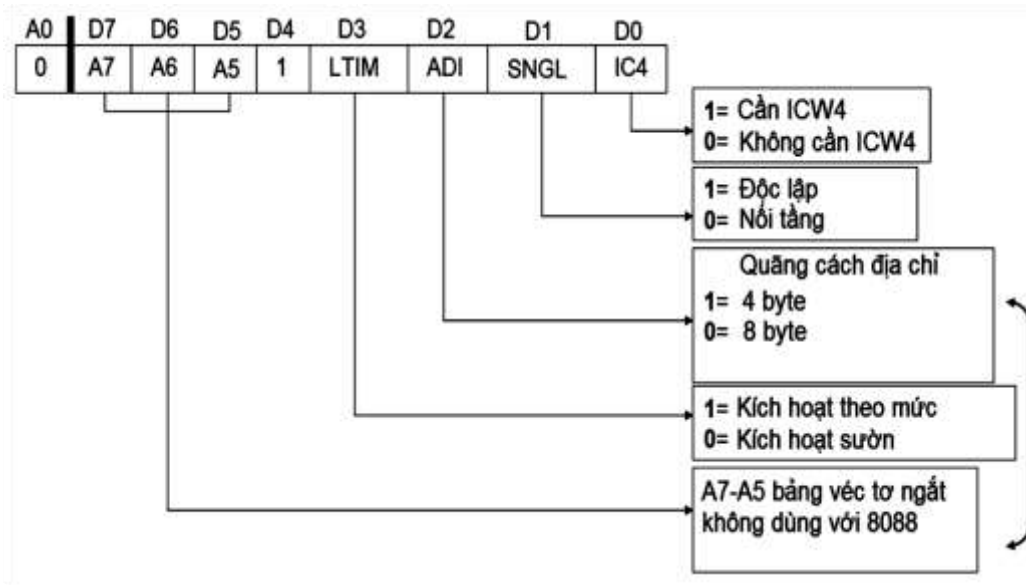 A0 D7 D6 D5 D4 D3 D2 D1 D0
0 A7 A6 A5 1 LTIM ADI SNGL IC4
1= Cần ICW4
0= Không cần ICW4
1= Độc lập
0= Nối tầng
Quãng cách địa chỉ
1= 4 byte
0= 8 byte
1= Kích hoạt theo mức
0= Kích hoạt sườn
A7-A5 bảng véc tơ ngắt
không dùng với 8088